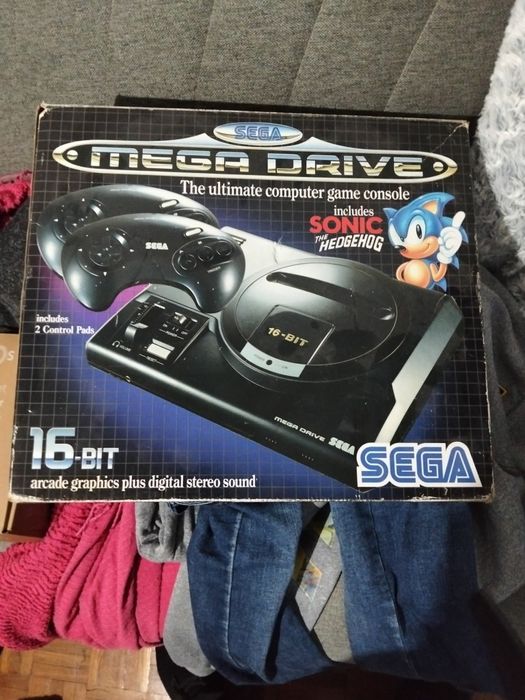 SEGA
MEGA DRIVE
The ultimate computer game console
includes
SONIC
THE
HEDGEHOG
SEGA
includes
2 Control Pads
16-BIT
MEGA DRIVE SEGA
16-BIT
SEGA
arcade graphics plus digital stereo sound